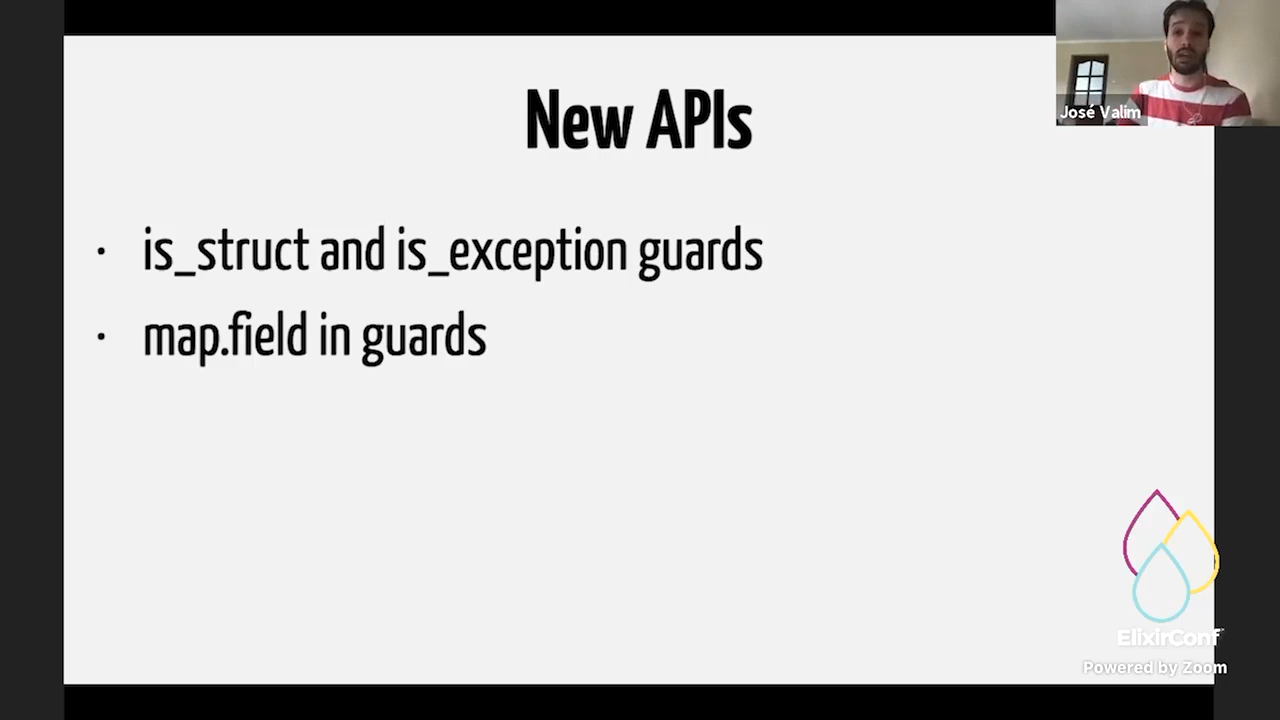 New APIs
José Valim
• is_struct and is_exception guards
• map.field in guards
ElixirConf
Powered by Zoom